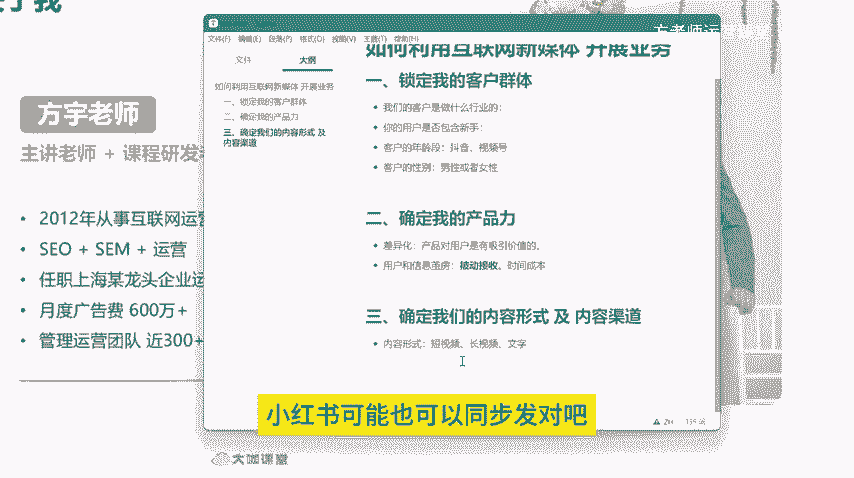 了我
方老师运营课堂
文件(F) 编辑(E) 段落(P) 格式(O) 视图(V) 主题(T) 帮助(H)
文件 大纲
如何利用互联网新媒体 开展业务
一、锁定我的客户群体
二、确定我的产品力
三、确定我们的内容形式 及
内容渠道
如何利用互联网新媒体 开展业务
一、锁定我的客户群体
我们的客户是做什么行业的：
你的用户是否包含新手：
客户的年龄段：抖音、视频号
客户的性别：男性或者女性
二、确定我的产品力
差异化：产品对用户是有吸引价值的。
用户和信息茧房：被动接收、时间成本
三、确定我们的内容形式 及 内容渠道
内容形式：短视频、长视频、文字
方宇老师
主讲老师 + 课程研发
2012年从事互联网运营
SEO + SEM + 运营
任职上海某龙头企业运
月度广告费 600万+
管理运营团队 近300+
小红书可能也可以同步发对吧
大咖课堂